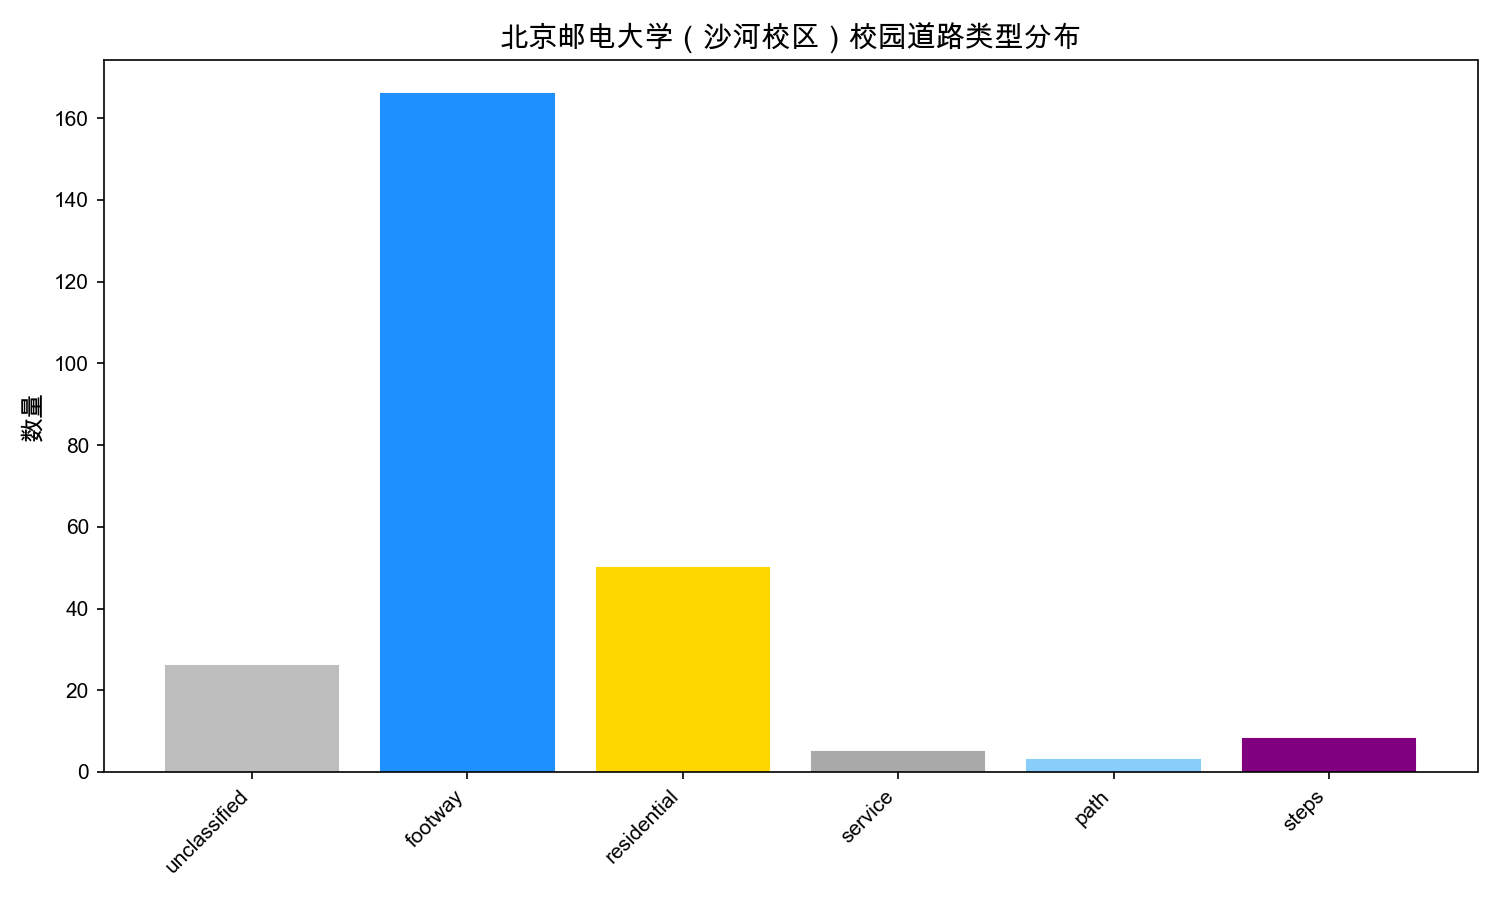 北京邮电大学（沙河校区）校园道路类型分布
数量
160
140
120
100
80
60
40
20
0
unclassified
footway
residential
service
path
steps